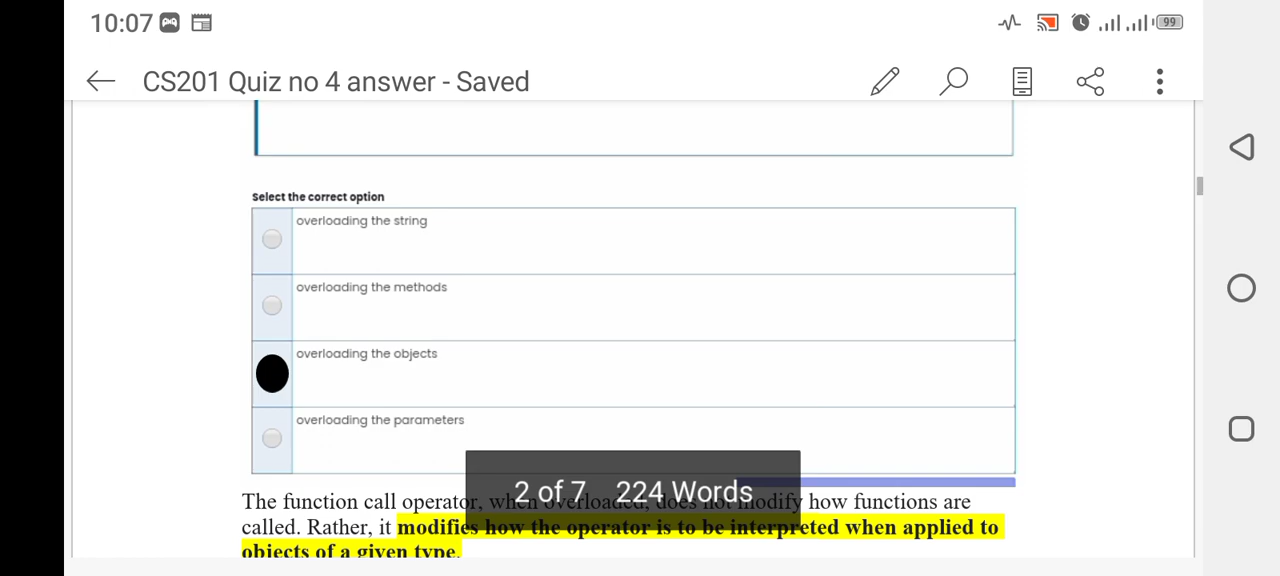 10:07
99
CS201 Quiz no 4 answer - Saved
Select the correct option
overloading the string
overloading the methods
overloading the objects
overloading the parameters
2 of 7 224 Words
The function call operator, when overloaded, does not modify how functions are
called. Rather, it modifies how the operator is to be interpreted when applied to
objects of a given type.